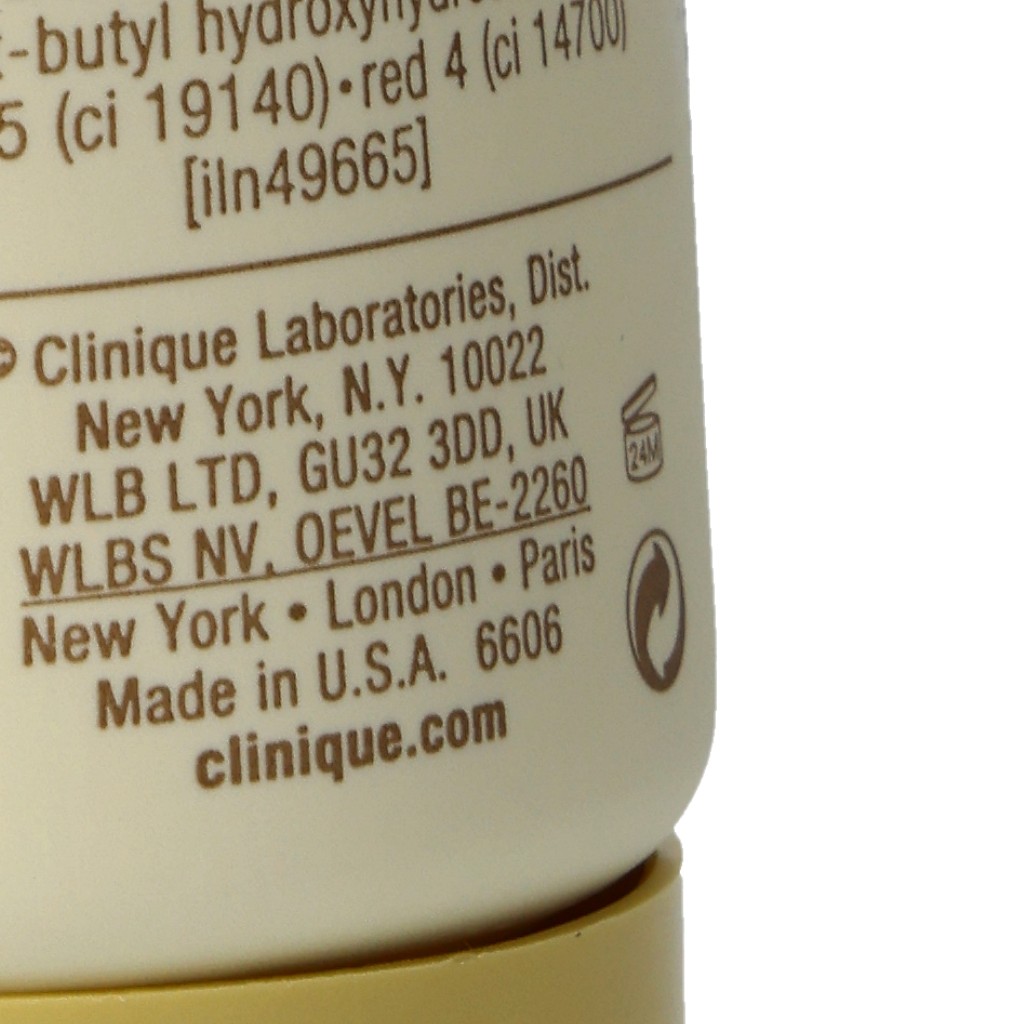 -butyl
5 (ci 19140)•red 4 (ci 14700)
[iln49665]
© Clinique Laboratories, Dist.
New York, N.Y. 10022
WLB LTD, GU32 3DD, UK
WLBS NV, OEVEL BE-2260
New York • London • Paris
Made in U.S.A. 6606
clinique.com
24M